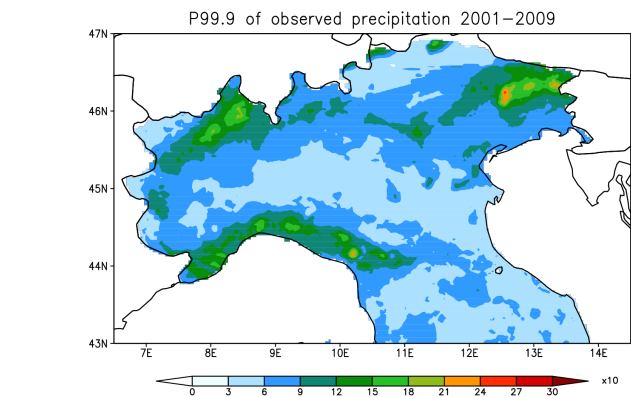 P99.9 of observed precipitation 2001–2009
47N
46N
45N
44N
43N
7E 8E 9E 10E 11E 12E 13E 14E
0 3 6 9 12 15 18 21 24 27 30 x10